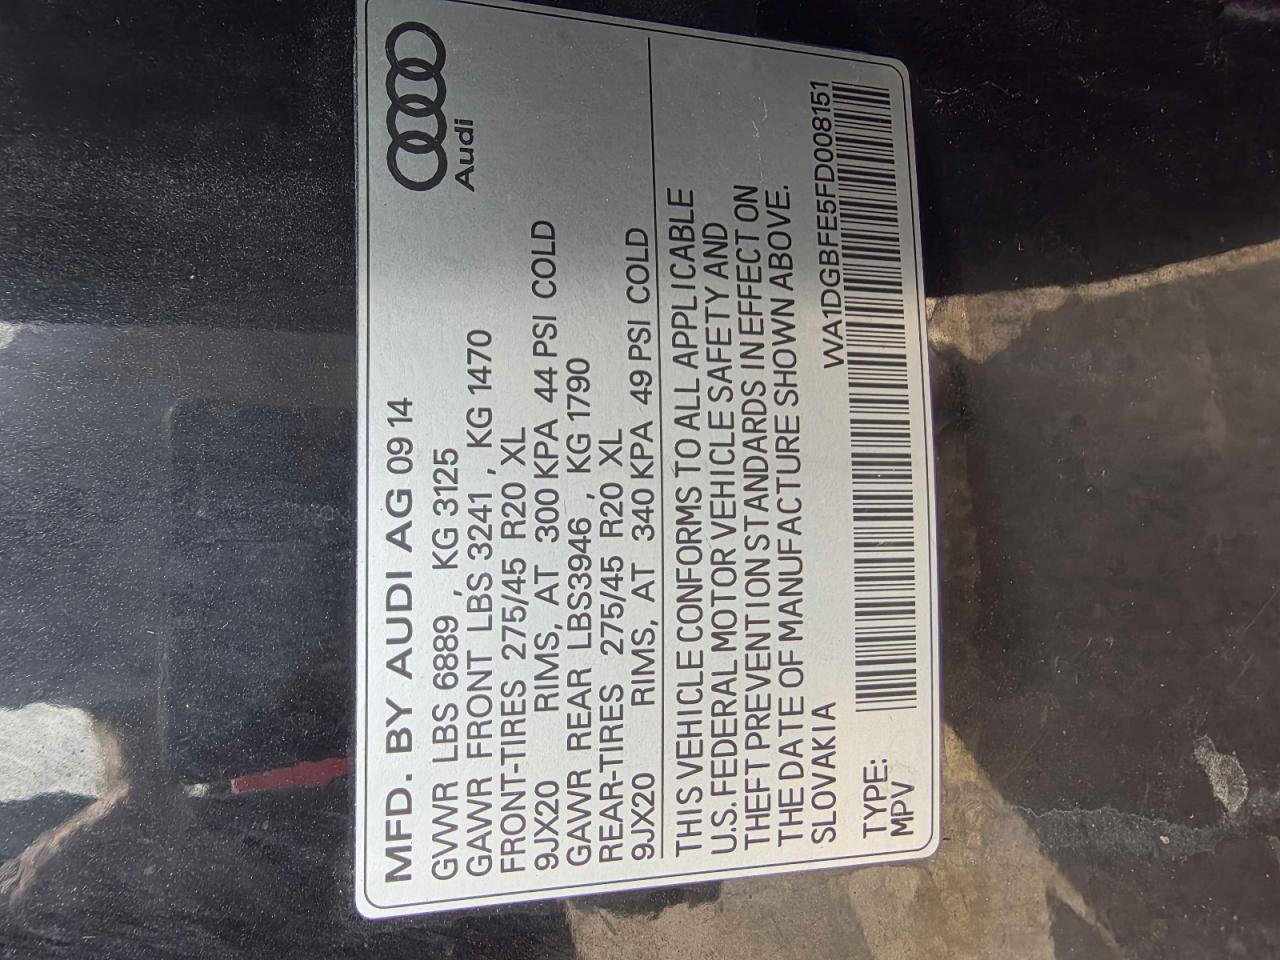 Audi
MFD. BY AUDI AG 09 14
GVWR LBS 6889 , KG 3125
GAWR FRONT LBS 3241 , KG 1470
FRONT-TIRES 275/45 R20 XL
9JX20 RIMS, AT 300 KPA 44 PSI COLD
GAWR REAR LBS3946 , KG 1790
REAR-TIRES 275/45 R20 XL
9JX20 RIMS, AT 340 KPA 49 PSI COLD
THIS VEHICLE CONFORMS TO ALL APPLICABLE
U.S. FEDERAL MOTOR VEHICLE SAFETY AND
THEFT PREVENTION STANDARDS IN EFFECT ON
THE DATE OF MANUFACTURE SHOWN ABOVE.
SLOVAKIA
WA1DGBFE5FD008151
TYPE:
MPV